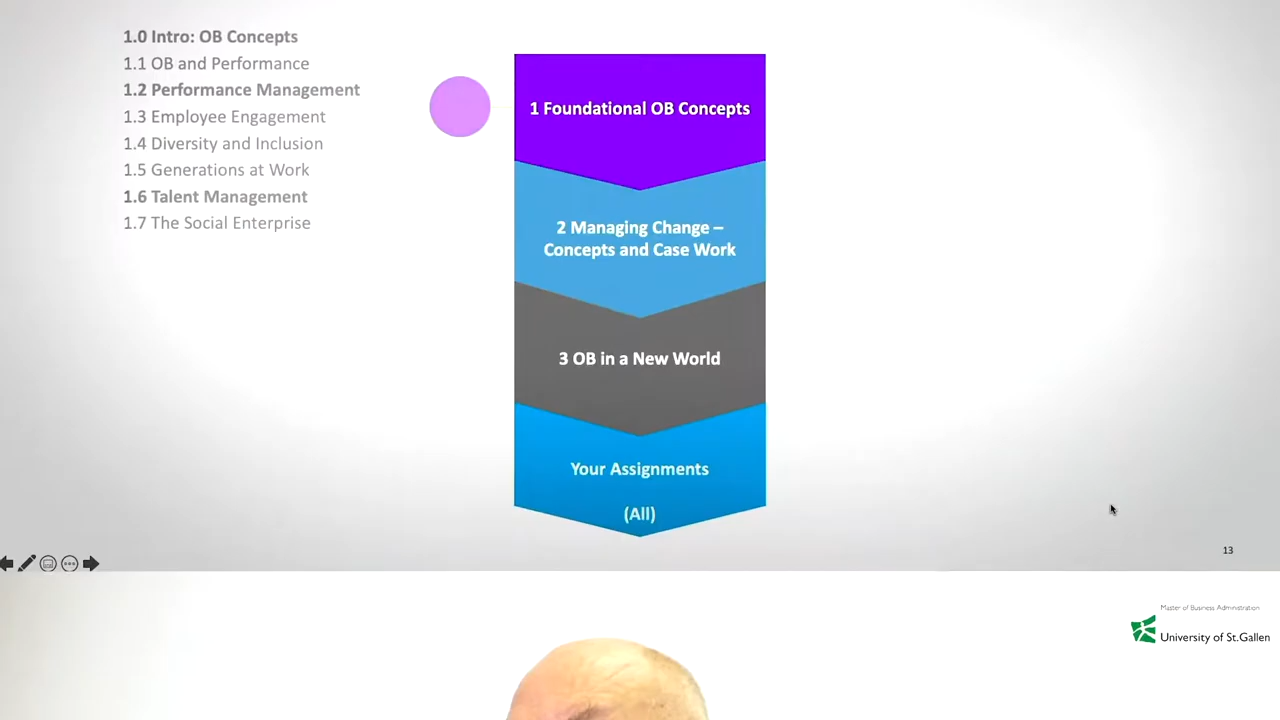 1.0 Intro: OB Concepts
1.1 OB and Performance
1.2 Performance Management
1.3 Employee Engagement
1.4 Diversity and Inclusion
1.5 Generations at Work
1.6 Talent Management
1.7 The Social Enterprise
1 Foundational OB Concepts
2 Managing Change –
Concepts and Case Work
3 OB in a New World
Your Assignments
(All)
13
Master of Business Administration
University of St.Gallen